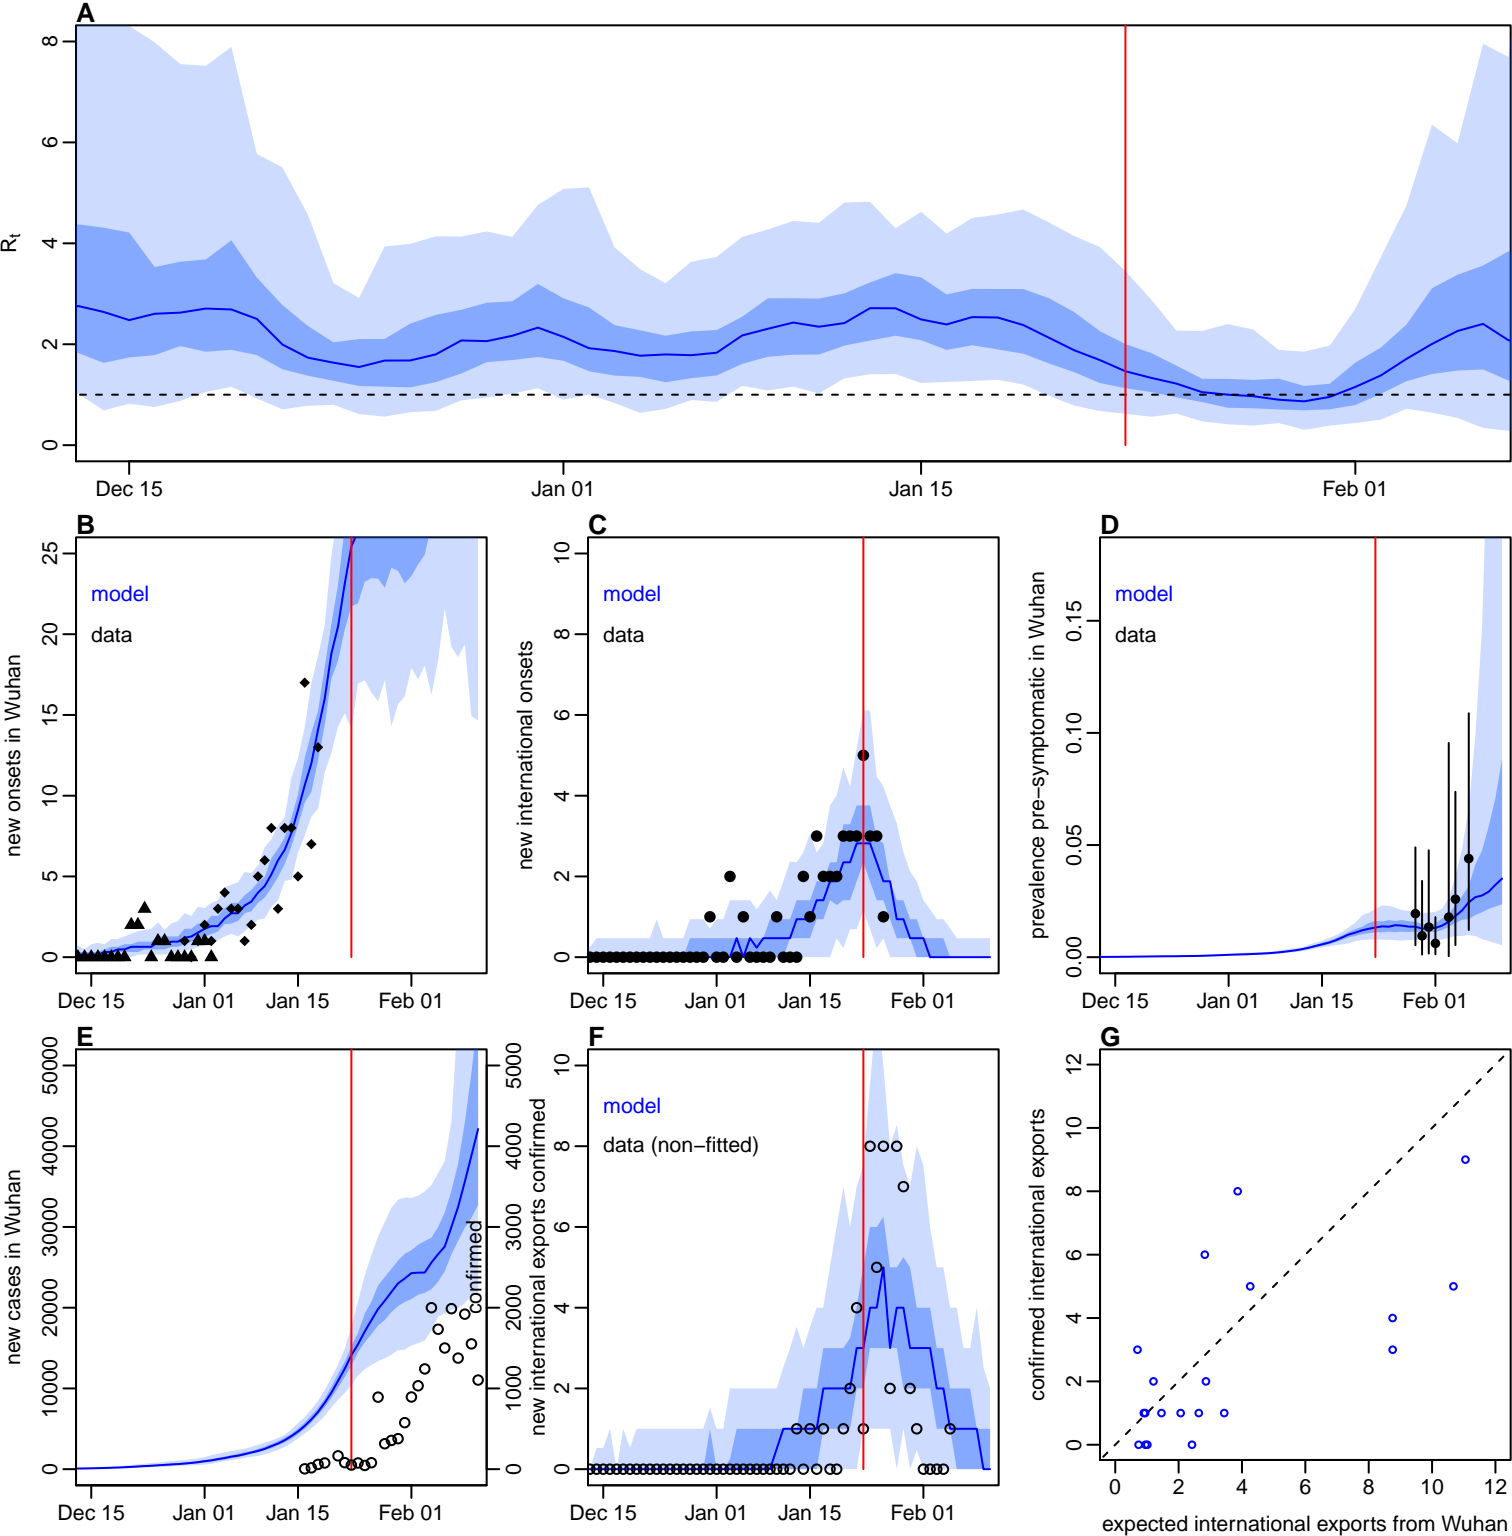 A
8
6
4
2
0
Rt
Dec 15
Jan 01
Jan 15
Feb 01
B
25
20
15
10
5
0
new onsets in Wuhan
model
data
Dec 15
Jan 01
Jan 15
Feb 01
C
10
8
6
4
2
0
new international onsets
model
data
Dec 15
Jan 01
Jan 15
Feb 01
D
0.15
0.10
0.05
0.00
prevalence pre−symptomatic in Wuhan
model
data
Dec 15
Jan 01
Jan 15
Feb 01
E
50000
40000
30000
20000
10000
0
new cases in Wuhan
5000
4000
3000
2000
1000
0
confirmed
Dec 15
Jan 01
Jan 15
Feb 01
F
10
8
6
4
2
0
new international exports confirmed
model
data (non−fitted)
Dec 15
Jan 01
Jan 15
Feb 01
G
12
10
8
6
4
2
0
confirmed international exports
0
2
4
6
8
10
12
expected international exports from Wuhan